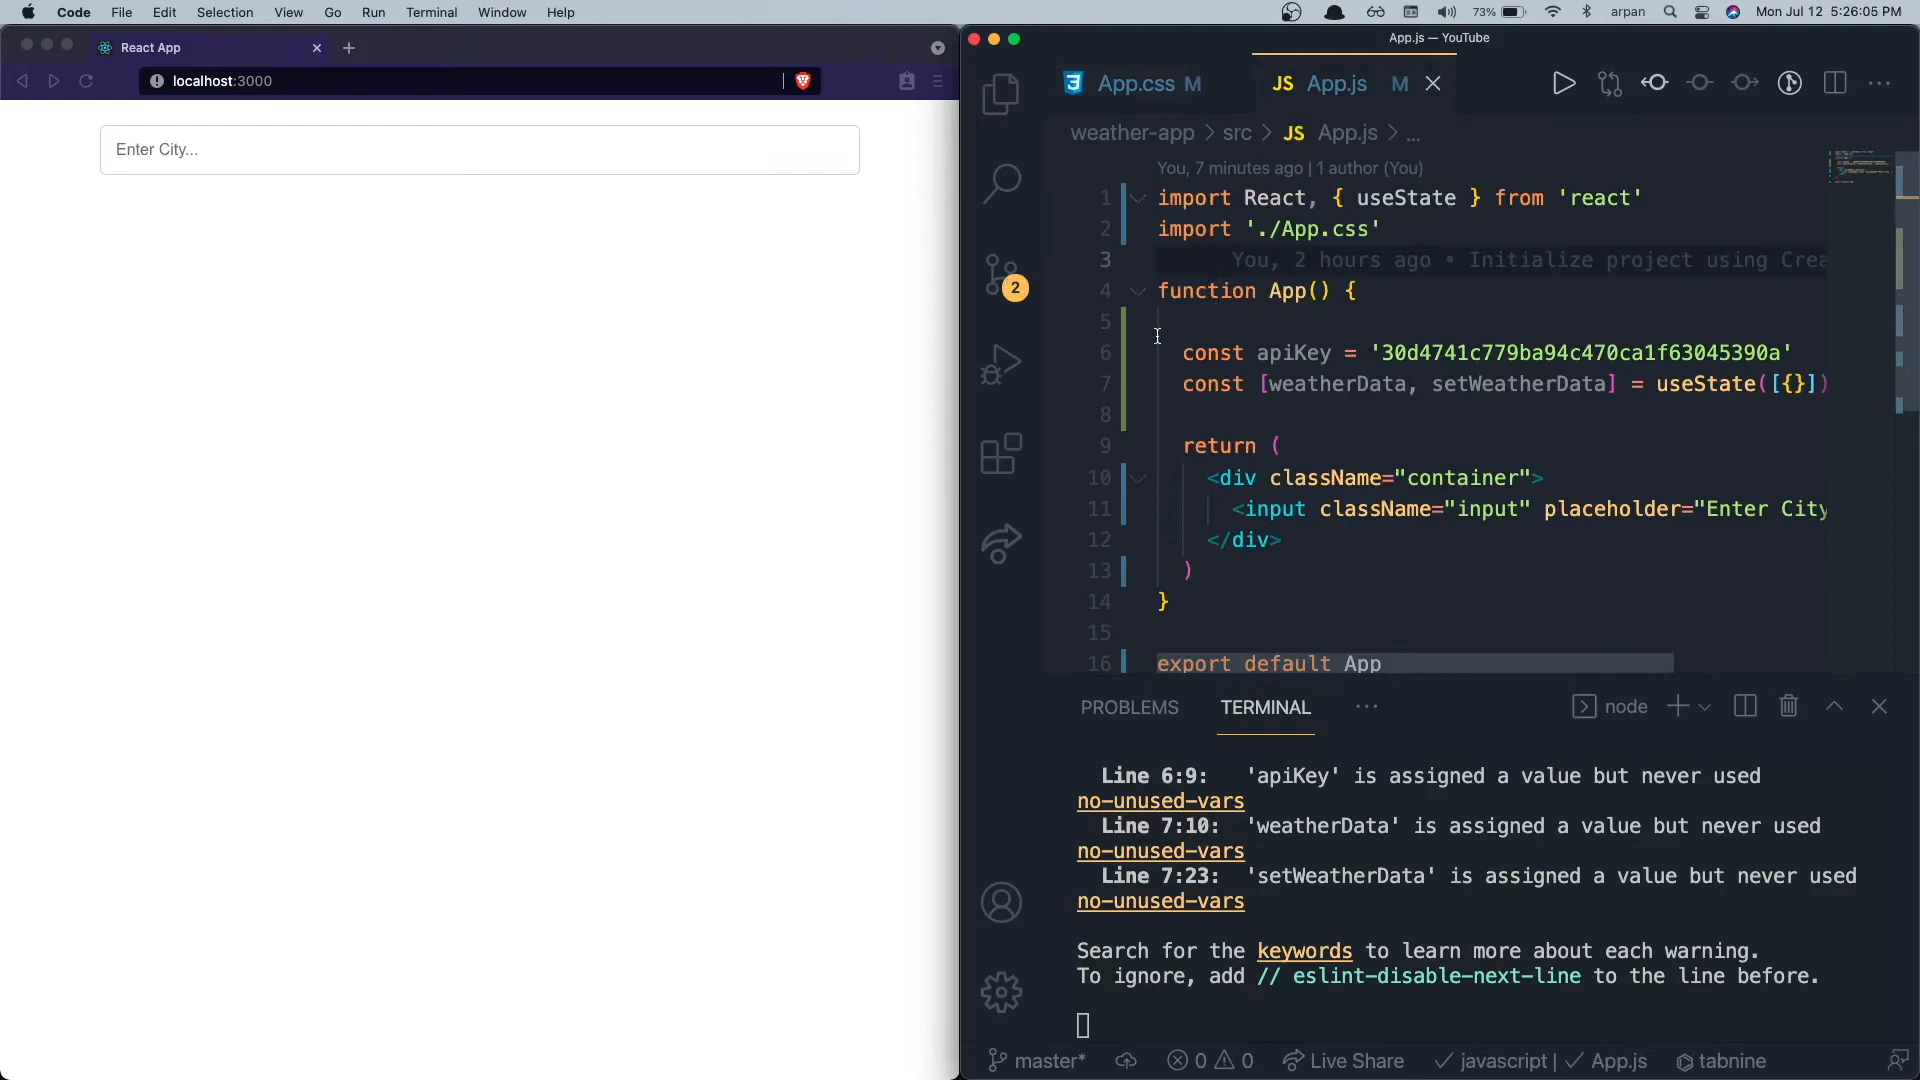 Code File Edit Selection View Go Run Terminal Window Help 73% arpan Mon Jul 12 5:26:05 PM
React App
localhost:3000
Enter City...
App.js — YouTube
App.css M JS App.js M
weather-app > src > JS App.js > ...
You, 7 minutes ago | 1 author (You)
1 import React, { useState } from 'react'
2 import './App.css'
3 You, 2 hours ago • Initialize project using Crea
4 function App() {
5
6 const apiKey = '30d4741c779ba94c470ca1f63045390a'
7 const [weatherData, setWeatherData] = useState([{}])
8
9 return (
10 <div className="container">
11 <input className="input" placeholder="Enter City
12 </div>
13 )
14 }
15
16 export default App
2
PROBLEMS TERMINAL ... node
Line 6:9: 'apiKey' is assigned a value but never used
no-unused-vars
Line 7:10: 'weatherData' is assigned a value but never used
no-unused-vars
Line 7:23: 'setWeatherData' is assigned a value but never used
no-unused-vars
Search for the keywords to learn more about each warning.
To ignore, add // eslint-disable-next-line to the line before.
master* 0 0 Live Share javascript | App.js tabnine